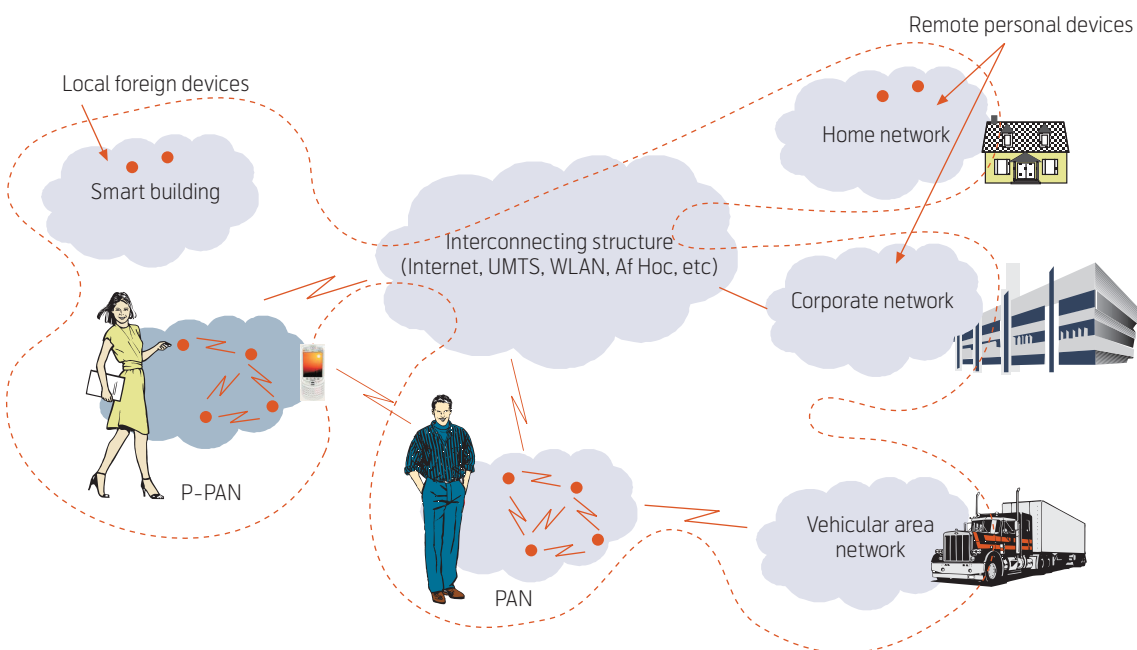 Remote personal devices
Local foreign devices
Home network
Smart building
Interconnecting structure
(Internet, UMTS, WLAN, Af Hoc, etc)
Corporate network
P-PAN
Vehicular area
network
PAN